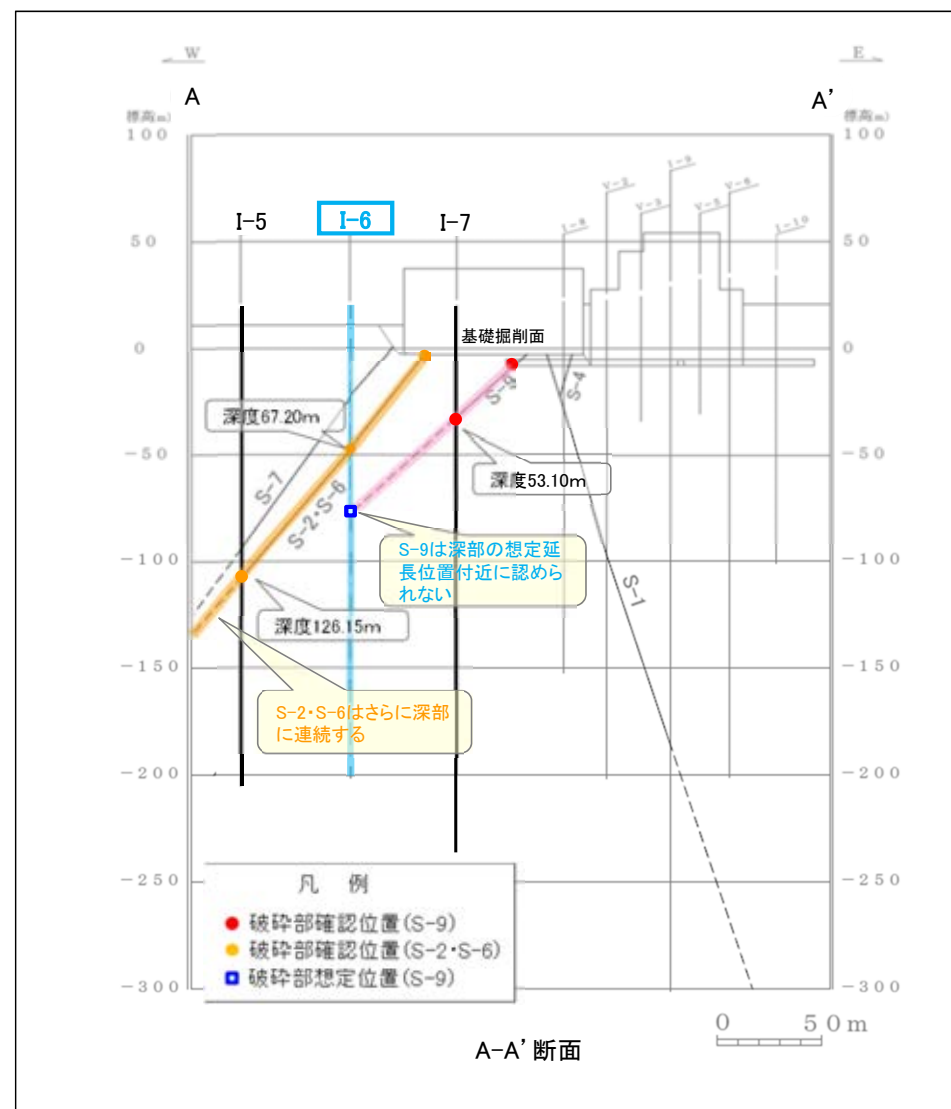 W
E
A
A'
標高(m)
標高(m)
100
100
I-9
V-2
V-6
V-3
V-5
I-5
I-6
I-7
I-8
I-10
50
50
基礎掘削面
0
0
S-9
S-4
深度67.20m
-50
-50
S-7
S-2・S-6
深度53.10m
S-9は深部の想定延
長位置付近に認めら
れない
-100
-100
S-1
深度126.15m
-150
-150
S-2・S-6はさらに深部
に連続する
-200
-200
-250
-250
凡 例
破砕部確認位置(S-9)
破砕部確認位置(S-2・S-6)
破砕部想定位置(S-9)
-300
-300
0 50m
A-A'断面